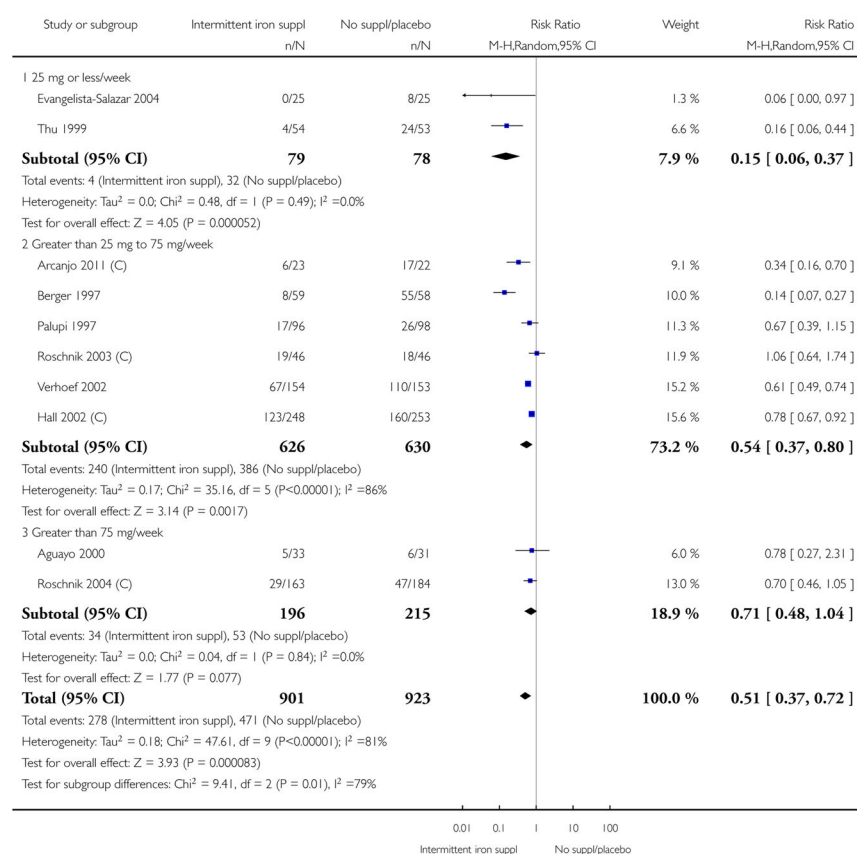 Study or subgroup Intermittent iron suppl No suppl/placebo Risk Ratio Weight Risk Ratio
n/N n/N M-H,Random,95% CI M-H,Random,95% CI
1 25 mg or less/week
Evangelista-Salazar 2004 0/25 8/25 1.3 % 0.06 [ 0.00, 0.97 ]
Thu 1999 4/54 24/53 6.6 % 0.16 [ 0.06, 0.44 ]
Subtotal (95% CI) 79 78 7.9 % 0.15 [ 0.06, 0.37 ]
Total events: 4 (Intermittent iron suppl), 32 (No suppl/placebo)
Heterogeneity: Tau² = 0.0; Chi² = 0.48, df = 1 (P = 0.49); I² =0.0%
Test for overall effect: Z = 4.05 (P = 0.000052)
2 Greater than 25 mg to 75 mg/week
Arcanjo 2011 (C) 6/23 17/22 9.1 % 0.34 [ 0.16, 0.70 ]
Berger 1997 8/59 55/58 10.0 % 0.14 [ 0.07, 0.27 ]
Palupi 1997 17/96 26/98 11.3 % 0.67 [ 0.39, 1.15 ]
Roschnik 2003 (C) 19/46 18/46 11.9 % 1.06 [ 0.64, 1.74 ]
Verhoef 2002 67/154 110/153 15.2 % 0.61 [ 0.49, 0.74 ]
Hall 2002 (C) 123/248 160/253 15.6 % 0.78 [ 0.67, 0.92 ]
Subtotal (95% CI) 626 630 73.2 % 0.54 [ 0.37, 0.80 ]
Total events: 240 (Intermittent iron suppl), 386 (No suppl/placebo)
Heterogeneity: Tau² = 0.17; Chi² = 35.16, df = 5 (P<0.00001); I² =86%
Test for overall effect: Z = 3.14 (P = 0.0017)
3 Greater than 75 mg/week
Aguayo 2000 5/33 6/31 6.0 % 0.78 [ 0.27, 2.31 ]
Roschnik 2004 (C) 29/163 47/184 13.0 % 0.70 [ 0.46, 1.05 ]
Subtotal (95% CI) 196 215 18.9 % 0.71 [ 0.48, 1.04 ]
Total events: 34 (Intermittent iron suppl), 53 (No suppl/placebo)
Heterogeneity: Tau² = 0.0; Chi² = 0.04, df = 1 (P = 0.84); I² =0.0%
Test for overall effect: Z = 1.77 (P = 0.077)
Total (95% CI) 901 923 100.0 % 0.51 [ 0.37, 0.72 ]
Total events: 278 (Intermittent iron suppl), 471 (No suppl/placebo)
Heterogeneity: Tau² = 0.18; Chi² = 47.61, df = 9 (P<0.00001); I² =81%
Test for overall effect: Z = 3.93 (P = 0.000083)
Test for subgroup differences: Chi² = 9.41, df = 2 (P = 0.01), I² =79%
0.01 0.1 1 10 100
Intermittent iron suppl No suppl/placebo